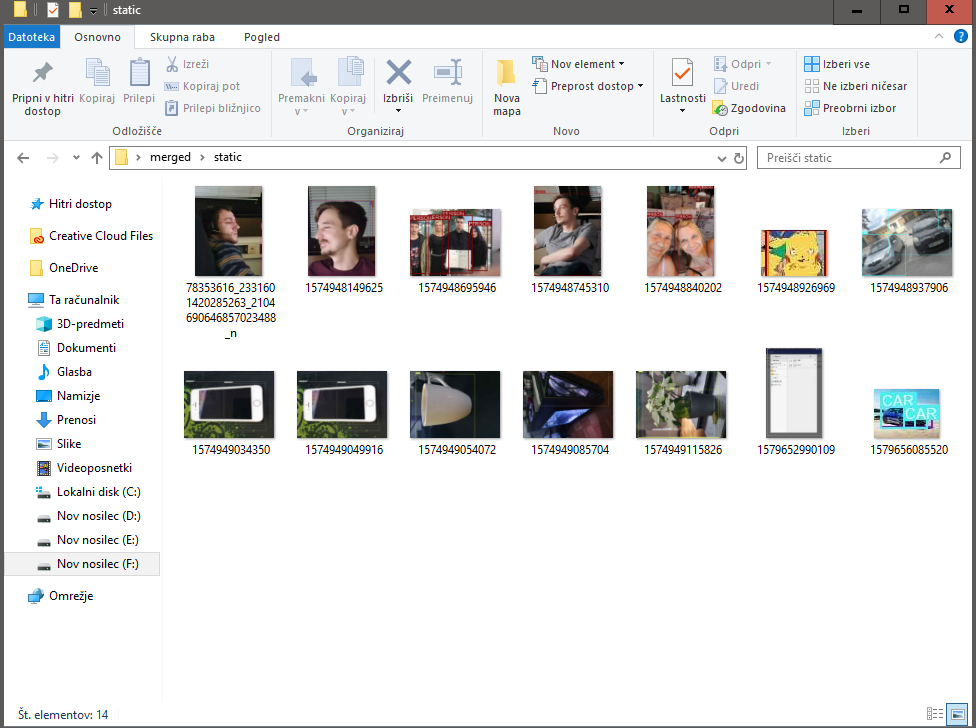 static
Datoteka Osnovno Skupna raba Pogled
Pripni v hitri
dostop
Kopiraj
Prilepi
Izreži
Kopiraj pot
Prilepi bližnjico
Odložišče
Premakni
v
Kopiraj
v
Izbriši
Preimenuj
Organiziraj
Nova
mapa
Nov element
Preprost dostop
Novo
Lastnosti
Odpri
Uredi
Zgodovina
Odpri
Izberi vse
Ne izberi ničesar
Preobrni izbor
Izberi
merged > static
Preišči static
Hitri dostop
Creative Cloud Files
OneDrive
Ta računalnik
3D-predmeti
Dokumenti
Glasba
Namizje
Prenosi
Slike
Videoposnetki
Lokalni disk (C:)
Nov nosilec (D:)
Nov nosilec (E:)
Nov nosilec (F:)
Omrežje
78353616_233160
1420285263_2104
690646857023488
_n
1574948149625
1574948695946
1574948745310
1574948840202
1574948926969
1574948937906
1574949034350
1574949049916
1574949054072
1574949085704
1574949115826
1579652990109
CAR
CAR
1579656085520
Št. elementov: 14